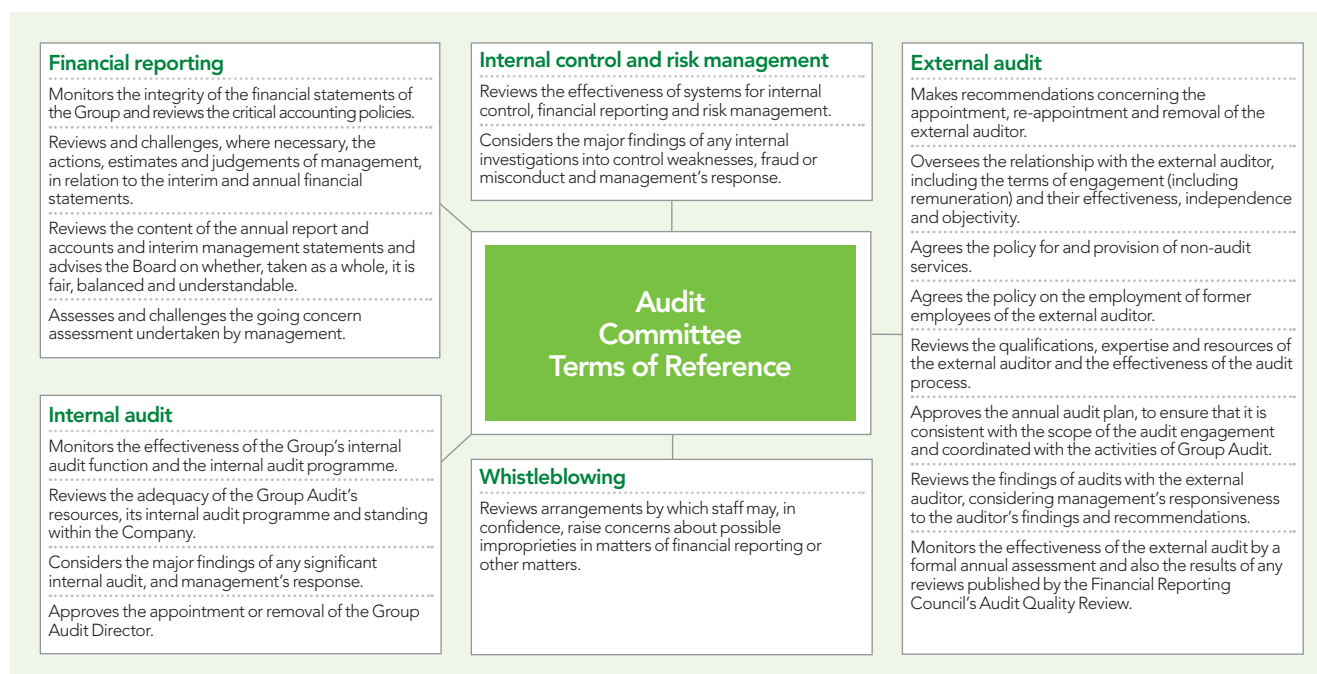 Financial reporting
Monitors the integrity of the financial statements of
the Group and reviews the critical accounting policies.
Reviews and challenges, where necessary, the
actions, estimates and judgements of management,
in relation to the interim and annual financial
statements.
Reviews the content of the annual report and
accounts and interim management statements and
advises the Board on whether, taken as a whole, it is
fair, balanced and understandable.
Assesses and challenges the going concern
assessment undertaken by management.
Internal audit
Monitors the effectiveness of the Group's internal
audit function and the internal audit programme.
Reviews the adequacy of the Group Audit's
resources, its internal audit programme and standing
within the Company.
Considers the major findings of any significant
internal audit, and management's response.
Approves the appointment or removal of the Group
Audit Director.
Internal control and risk management
Reviews the effectiveness of systems for internal
control, financial reporting and risk management.
Considers the major findings of any internal
investigations into control weaknesses, fraud or
misconduct and management's response.
Audit
Committee
Terms of Reference
Whistleblowing
Reviews arrangements by which staff may, in
confidence, raise concerns about possible
improprieties in matters of financial reporting or
other matters.
External audit
Makes recommendations concerning the
appointment, re-appointment and removal of the
external auditor.
Oversees the relationship with the external auditor,
including the terms of engagement (including
remuneration) and their effectiveness, independence
and objectivity.
Agrees the policy for and provision of non-audit
services.
Agrees the policy on the employment of former
employees of the external auditor.
Reviews the qualifications, expertise and resources of
the external auditor and the effectiveness of the audit
process.
Approves the annual audit plan, to ensure that it is
consistent with the scope of the audit engagement
and coordinated with the activities of Group Audit.
Reviews the findings of audits with the external
auditor, considering management's responsiveness
to the auditor's findings and recommendations.
Monitors the effectiveness of the external audit by a
formal annual assessment and also the results of any
reviews published by the Financial Reporting
Council's Audit Quality Review.